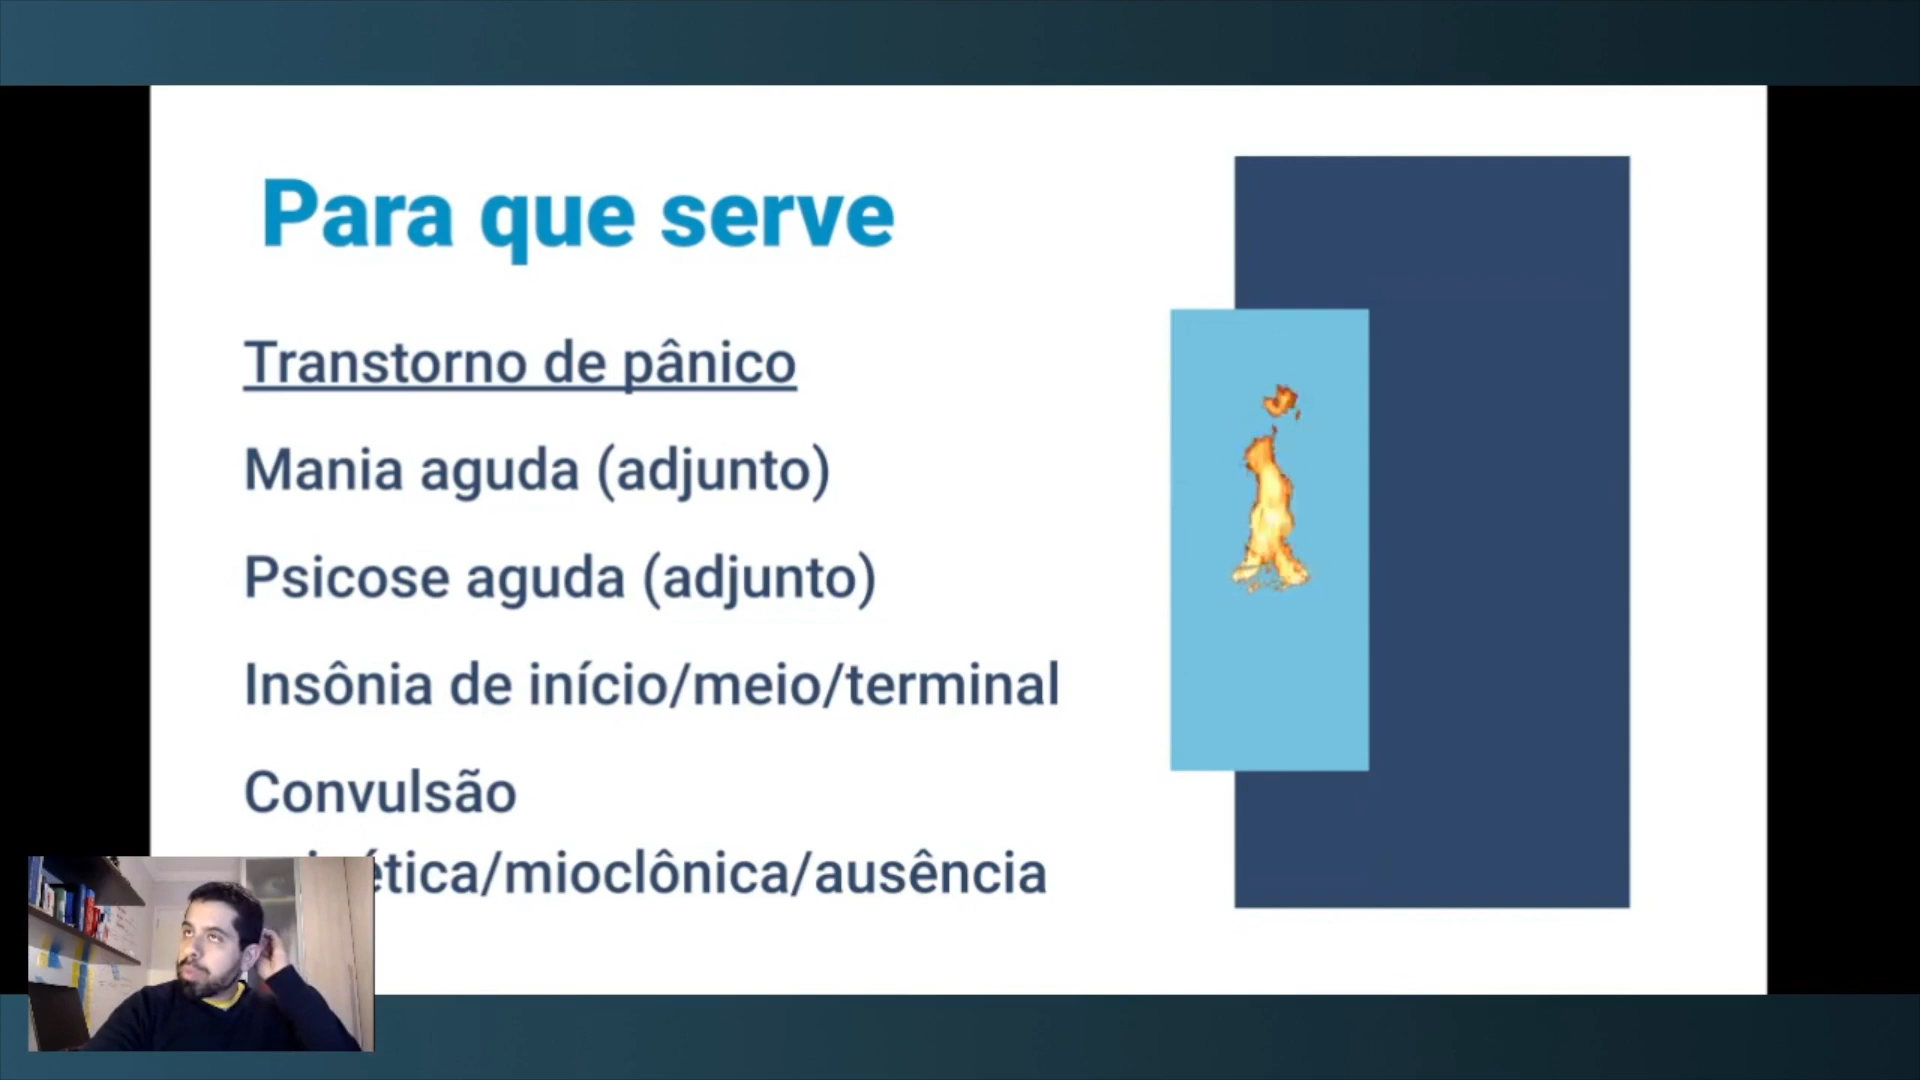 Para que serve
Transtorno de pânico
Mania aguda (adjunto)
Psicose aguda (adjunto)
Insônia de início/meio/terminal
Convulsão
/mioclônica/ausência